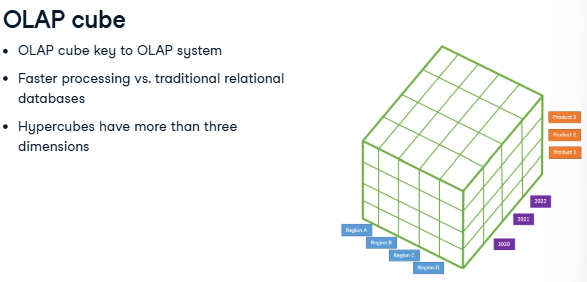 OLAP cube
• OLAP cube key to OLAP system
• Faster processing vs. traditional relational
databases
• Hypercubes have more than three
dimensions
Product 3
Product 2
Product 1
2022
2021
2020
Region A
Region B
Region C
Region D